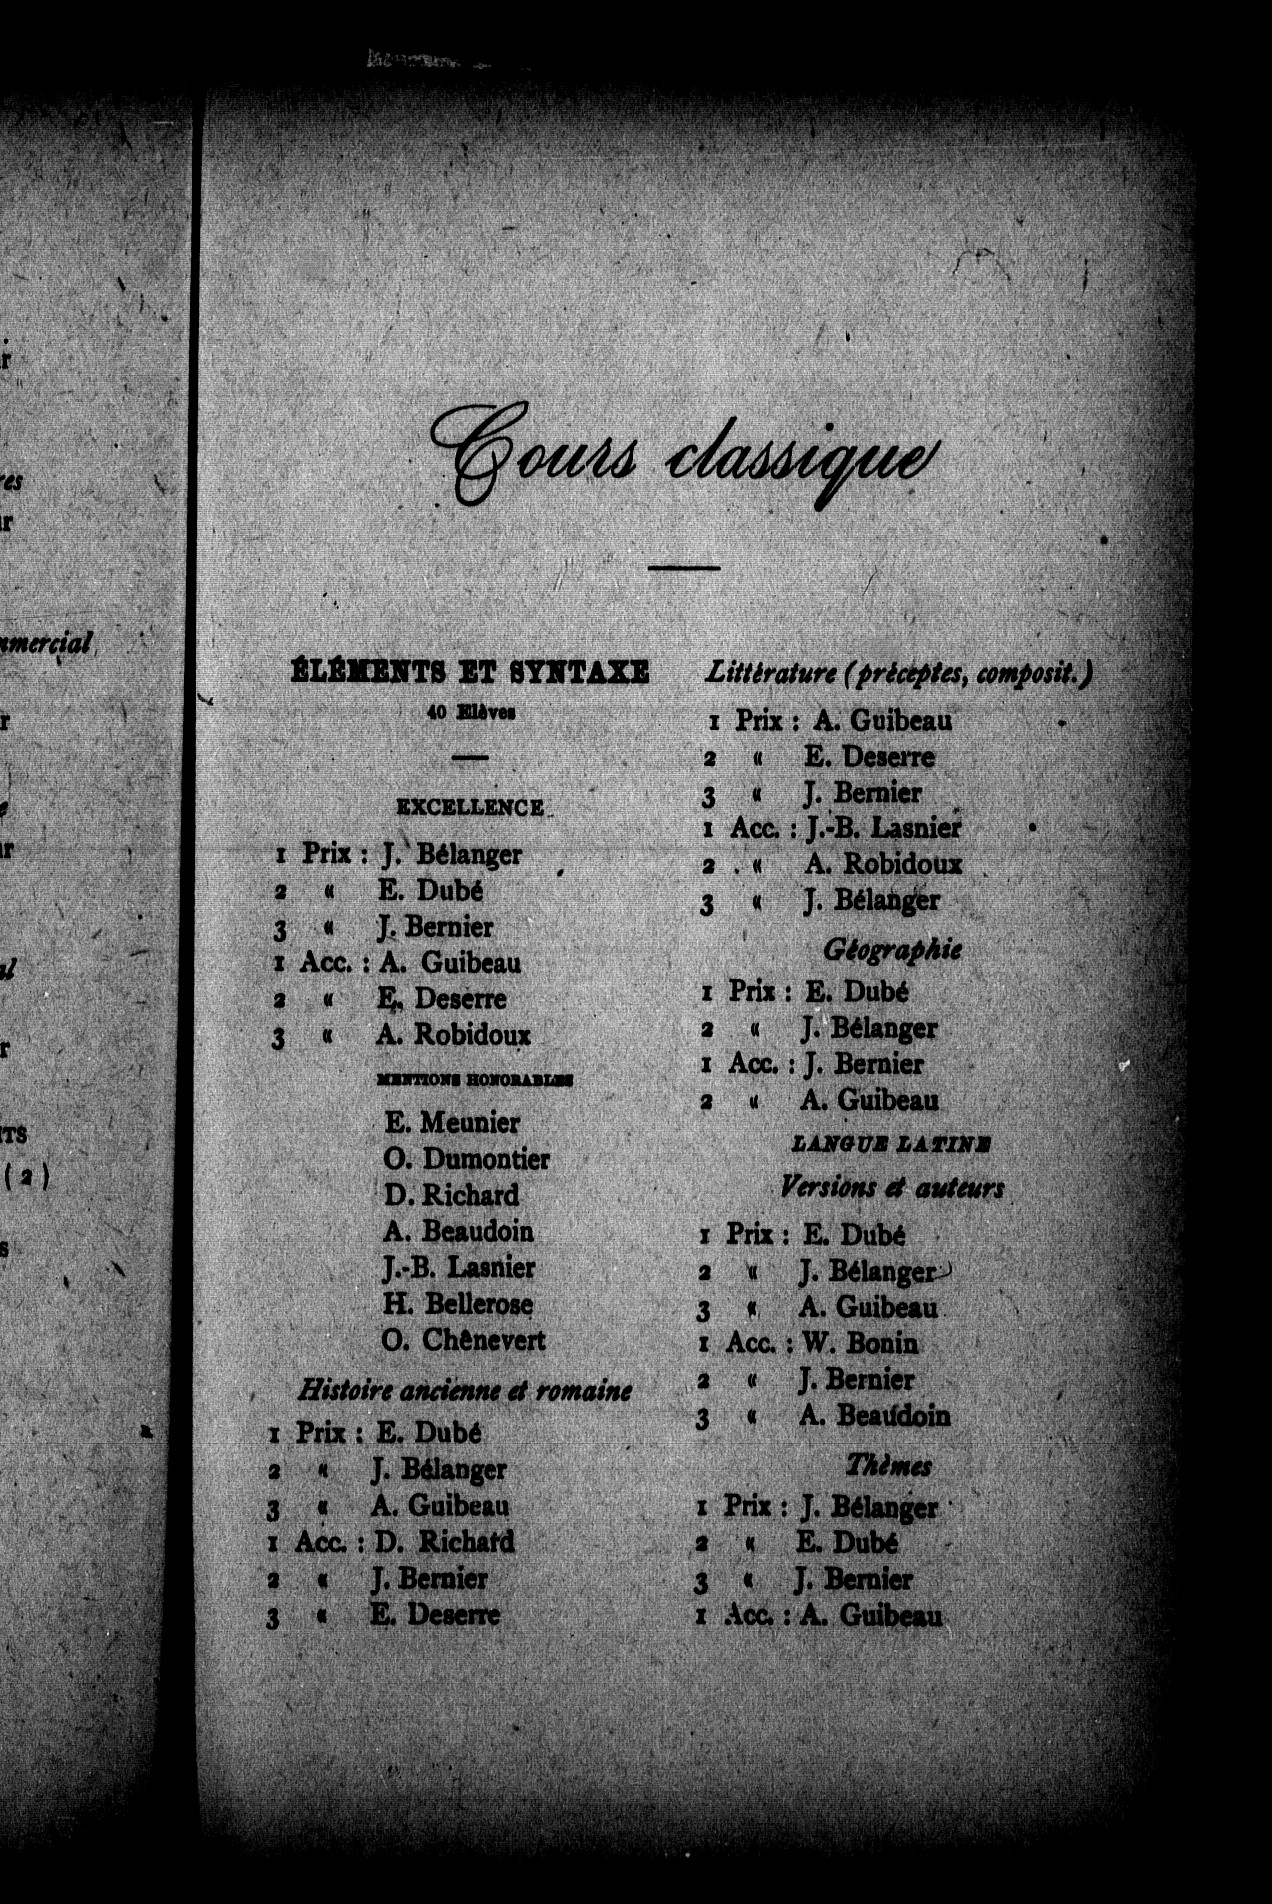 Cours classique
ÉLÉMENTS ET SYNTAXE
40 Elèves
EXCELLENCE
1 Prix : J. Bélanger
2 « E. Dubé
3 « J. Bernier
1 Acc. : A. Guibeau
2 « E. Deserre
3 « A. Robidoux
MENTIONS HONORABLES
E. Meunier
O. Dumontier
D. Richard
A. Beaudoin
J.-B. Lasnier
H. Bellerose
O. Chênevert
Histoire ancienne et romaine
1 Prix : E. Dubé
2 « J. Bélanger
3 « A. Guibeau
1 Acc. : D. Richard
2 « J. Bernier
3 « E. Deserre
Littérature (préceptes, composit.)
1 Prix : A. Guibeau
2 « E. Deserre
3 « J. Bernier
1 Acc. : J.-B. Lasnier
2 « A. Robidoux
3 « J. Bélanger
Géographie
1 Prix : E. Dubé
2 « J. Bélanger
1 Acc. : J. Bernier
2 « A. Guibeau
LANGUE LATINE
Versions et auteurs
1 Prix : E. Dubé
2 « J. Bélanger
3 « A. Guibeau
1 Acc. : W. Bonin
2 « J. Bernier
3 « A. Beaudoin
Thèmes
1 Prix : J. Bélanger
2 « E. Dubé
3 « J. Bernier
1 Acc. : A. Guibeau